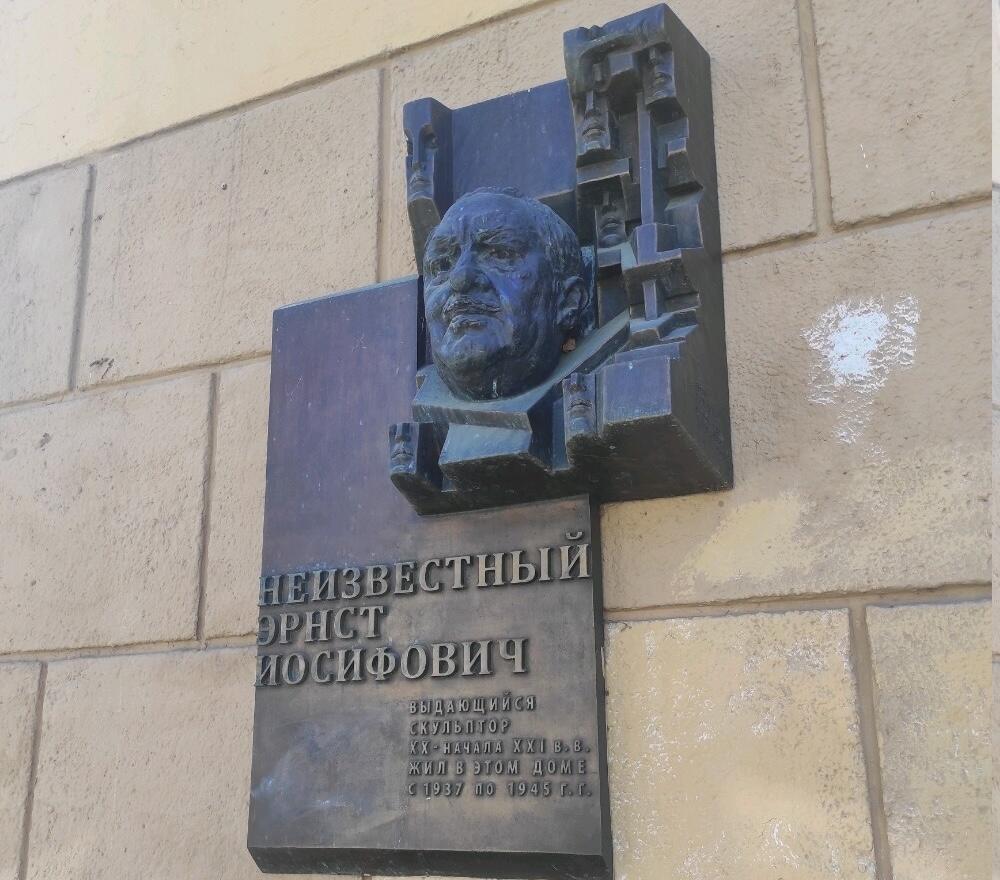 НЕИЗВЕСТНЫЙ
ЭРНСТ
ИОСИФОВИЧ
ВЫДАЮЩИЙСЯ
СКУЛЬПТОР
XX-НАЧАЛА XXI В.В.
ЖИЛ В ЭТОМ ДОМЕ
С 1937 ПО 1945 Г.Г.